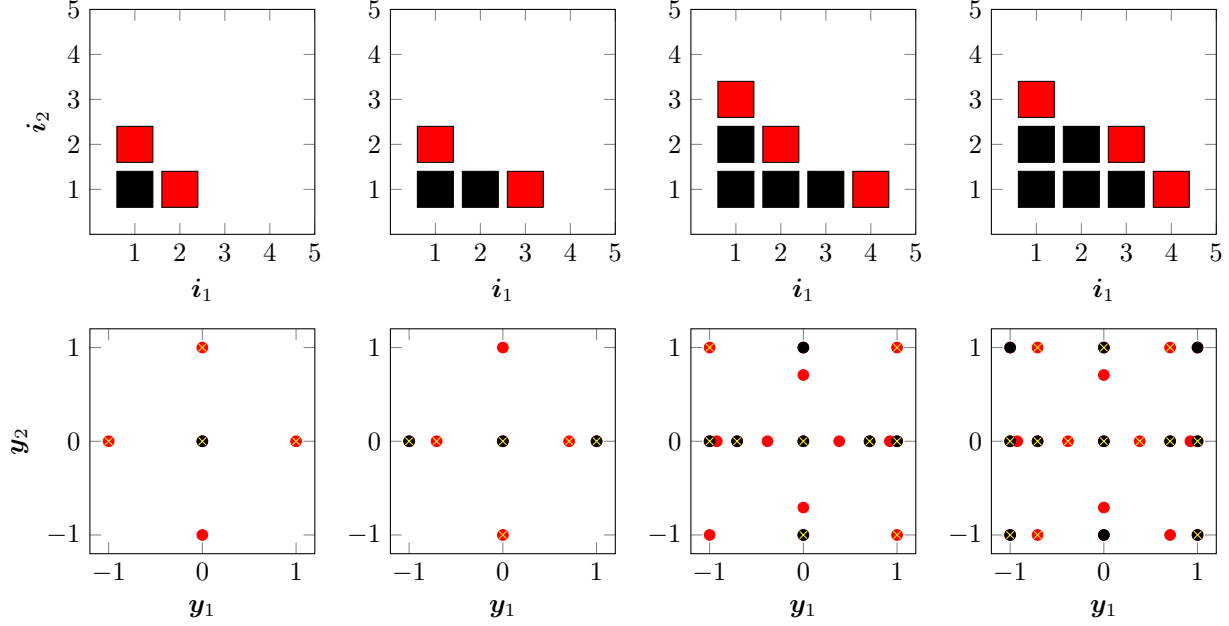 5 5 5 5
4 4 4 4
3 3 3 3
i₂
2 2 2 2
1 1 1 1
1 2 3 4 5 1 2 3 4 5 1 2 3 4 5 1 2 3 4 5
i₁ i₁ i₁ i₁
1 1 1 1
y₂ 0 0 0 0
−1 −1 −1 −1
−1 0 1 −1 0 1 −1 0 1 −1 0 1
y₁ y₁ y₁ y₁